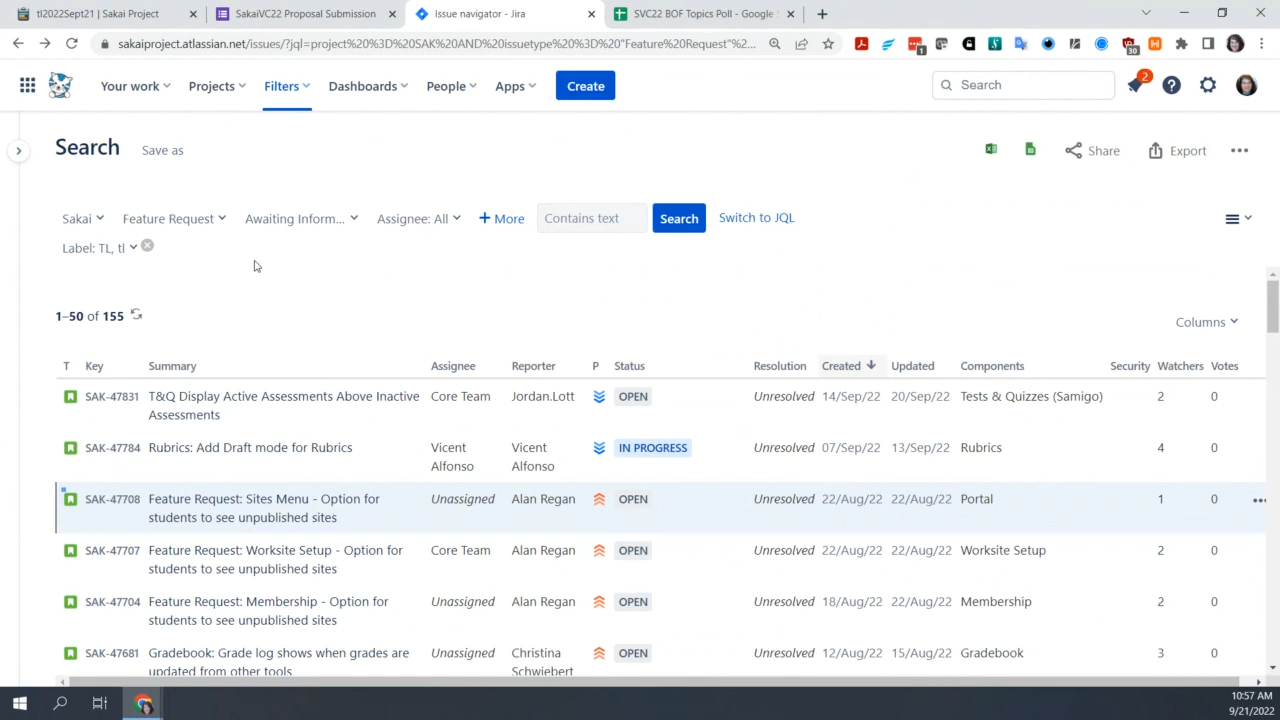 tl2022Sept21 | Sakai Project
SakaiVC22 Proposal Submission
Issue navigator - Jira
SVC22 BOF Topics Poll - Google
sakaiproject.atlassian.net/issues/?jql=project%20%3D%20SAK%20AND%20issuetype%20%3D%20"Feature%20Request"%2...
1
30
Your work
Projects
Filters
Dashboards
People
Apps
Create
Search
2
Search
Save as
Share
Export
Sakai
Feature Request
Awaiting Inform...
Assignee: All
+ More
Contains text
Search
Switch to JQL
Label: TL, tl
1–50 of 155
Columns
T Key Summary Assignee Reporter P Status Resolution Created Updated Components Security Watchers Votes
SAK-47831 T&Q Display Active Assessments Above Inactive Core Team Jordan.Lott OPEN Unresolved 14/Sep/22 20/Sep/22 Tests & Quizzes (Samigo) 2 0
Assessments
SAK-47784 Rubrics: Add Draft mode for Rubrics Vicent Vicent IN PROGRESS Unresolved 07/Sep/22 13/Sep/22 Rubrics 4 0
Alfonso Alfonso
SAK-47708 Feature Request: Sites Menu - Option for Unassigned Alan Regan OPEN Unresolved 22/Aug/22 22/Aug/22 Portal 1 0
students to see unpublished sites
SAK-47707 Feature Request: Worksite Setup - Option for Core Team Alan Regan OPEN Unresolved 22/Aug/22 22/Aug/22 Worksite Setup 2 0
students to see unpublished sites
SAK-47704 Feature Request: Membership - Option for Unassigned Alan Regan OPEN Unresolved 18/Aug/22 22/Aug/22 Membership 2 0
students to see unpublished sites
SAK-47681 Gradebook: Grade log shows when grades are Unassigned Christina OPEN Unresolved 12/Aug/22 15/Aug/22 Gradebook 3 0
updated from other tools Schwiebert
10:57 AM
9/21/2022